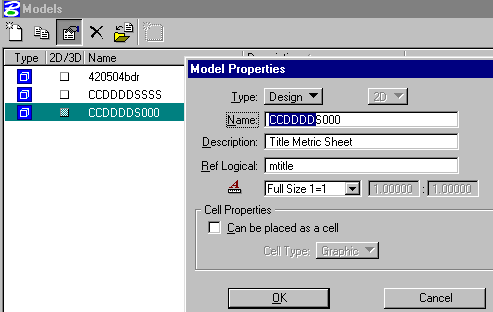 Models
Type 2D/3D Name
420504bdr
CCDDDDSSSS
CCDDDDS000
Model Properties
Type: Design 2D
Name: CCDDDDS000
Description: Title Metric Sheet
Ref Logical: mtitle
Full Size 1=1 1.00000 : 1.00000
Cell Properties
Can be placed as a cell
Cell Type: Graphic
OK Cancel